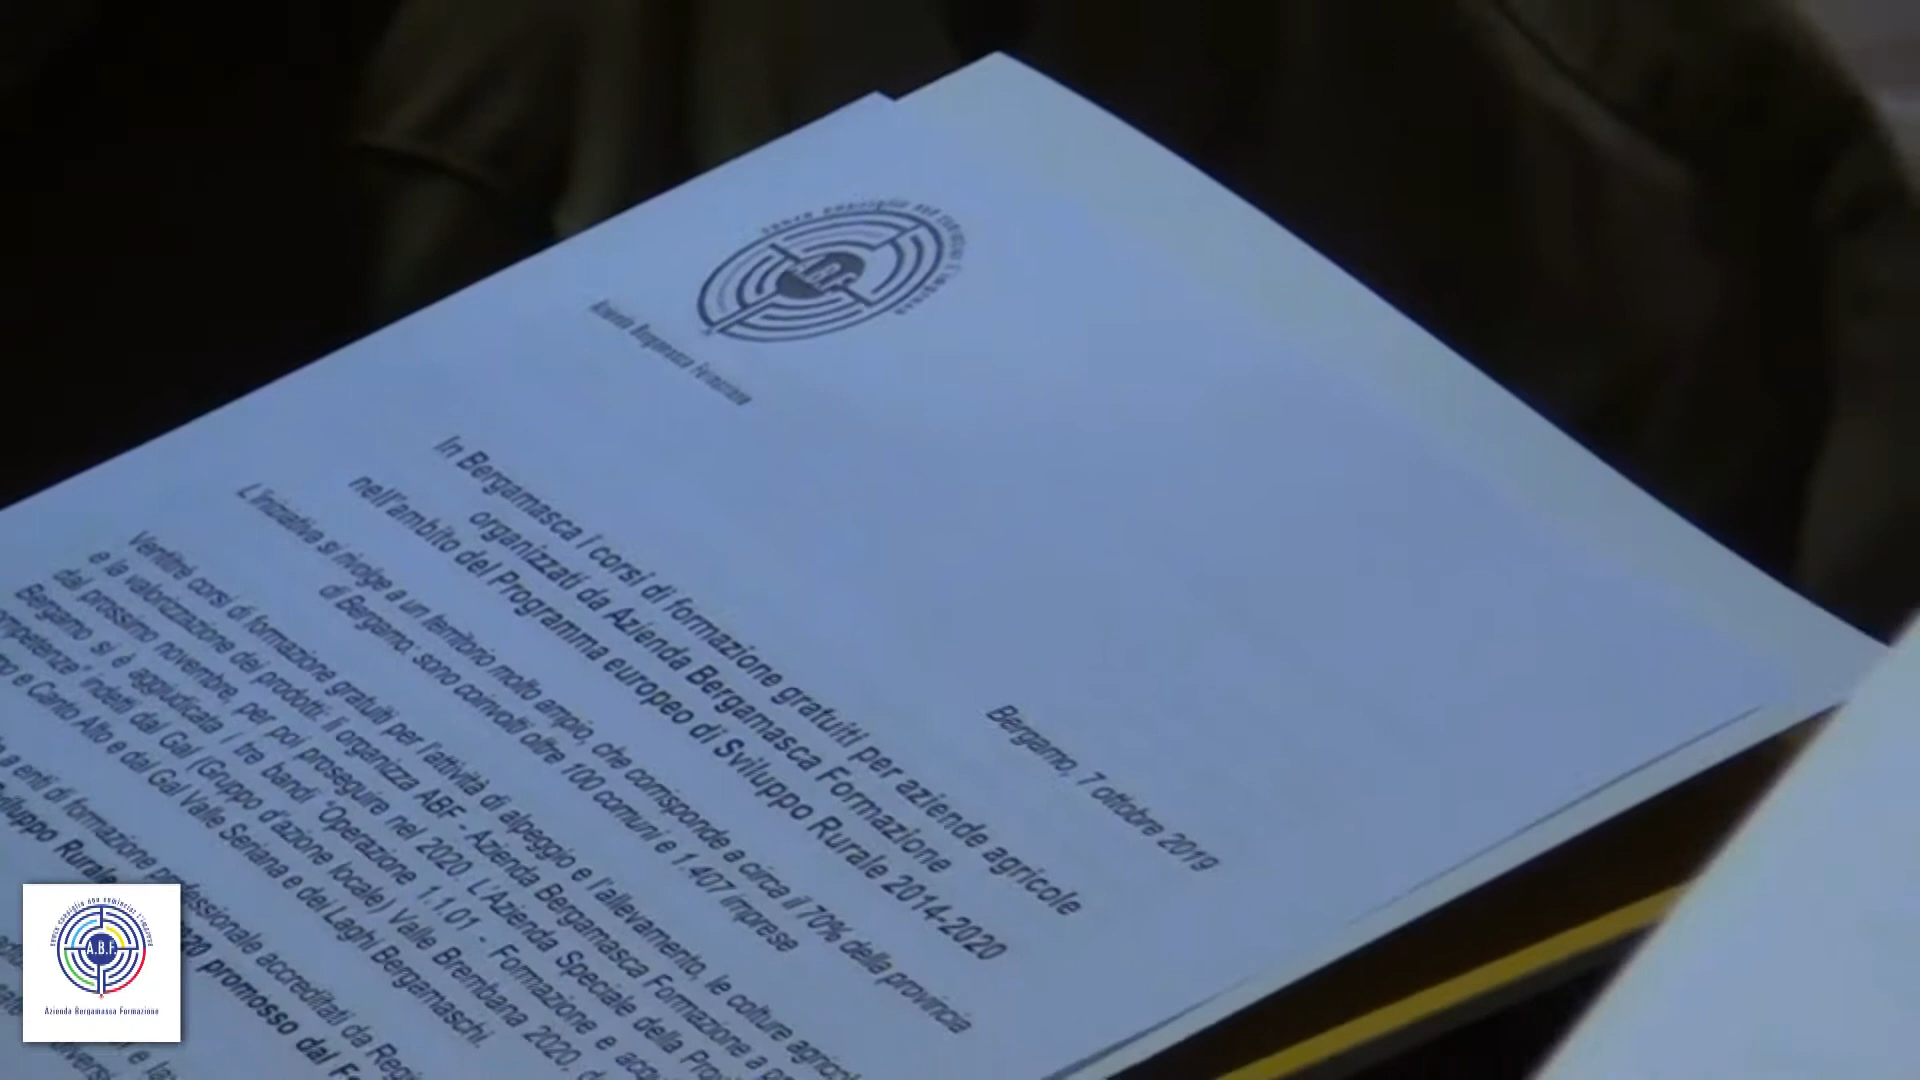 A.B.F.
Azienda Bergamasca Formazione
Bergamo, 7 ottobre 2019
In Bergamasca i corsi di formazione gratuiti per aziende agricole
organizzati da Azienda Bergamasca Formazione
nell'ambito del Programma europeo di Sviluppo Rurale 2014-2020
L'iniziativa si rivolge a un territorio molto ampio, che corrisponde a circa il 70% della provincia
di Bergamo: sono coinvolti oltre 100 comuni e 1.407 imprese
Ventitré corsi di formazione gratuiti per l'attività di alpeggio e l'allevamento, le colture agricole
e la valorizzazione dei prodotti: li organizza ABF - Azienda Bergamasca Formazione a
dal prossimo novembre, per poi proseguire nel 2020. L'Azienda Speciale della
Bergamo si è aggiudicata i tre bandi "Operazione 1.1.01 - Formazione e
indetti dal Gal (Gruppo d'azione locale) Valle Brembana 2020,
e Canto Alto e dal Gal Valle Seriana e dei Laghi Bergamaschi.
a enti di formazione professionale accreditati da
Rurale promosso dal
A.B.F.
Azienda Bergamasca Formazione